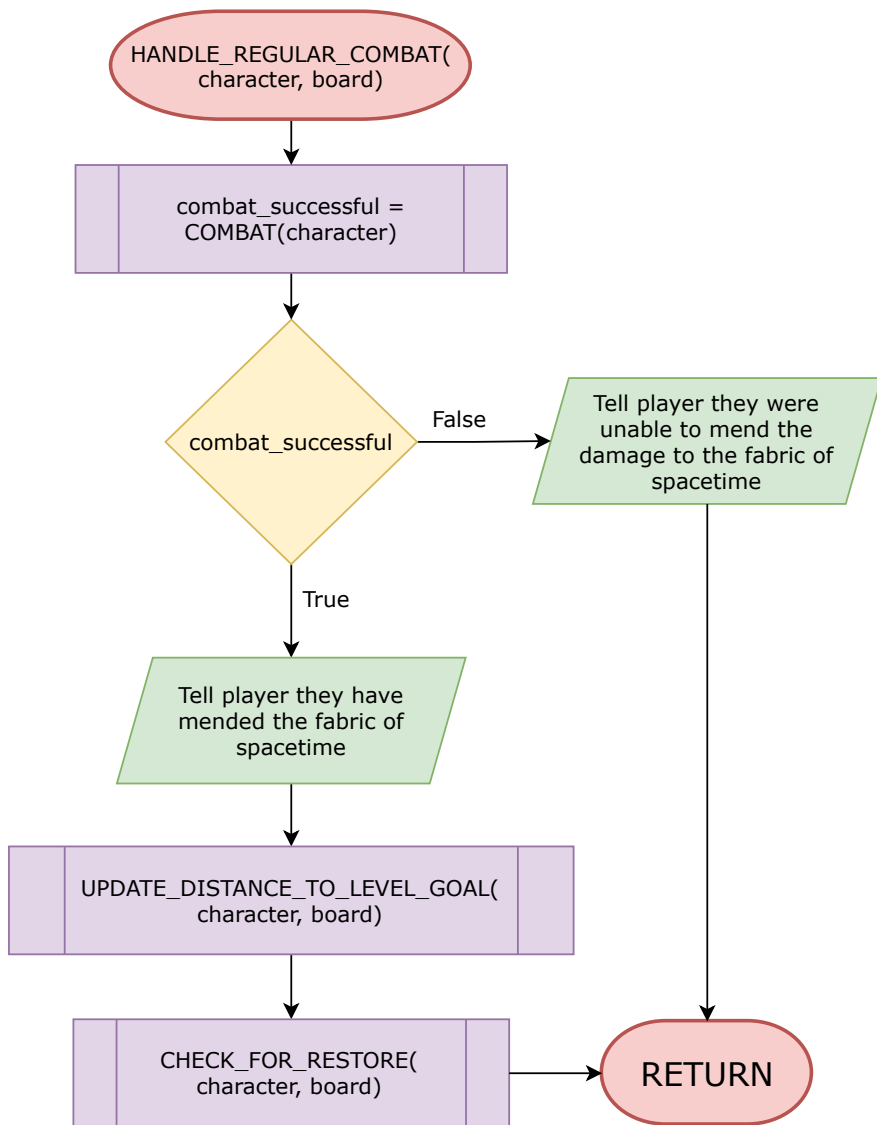 HANDLE_REGULAR_COMBAT(
character, board)
combat_successful =
COMBAT(character)
combat_successful
False
Tell player they were
unable to mend the
damage to the fabric of
spacetime
True
Tell player they have
mended the fabric of
spacetime
UPDATE_DISTANCE_TO_LEVEL_GOAL(
character, board)
CHECK_FOR_RESTORE(
character, board)
RETURN